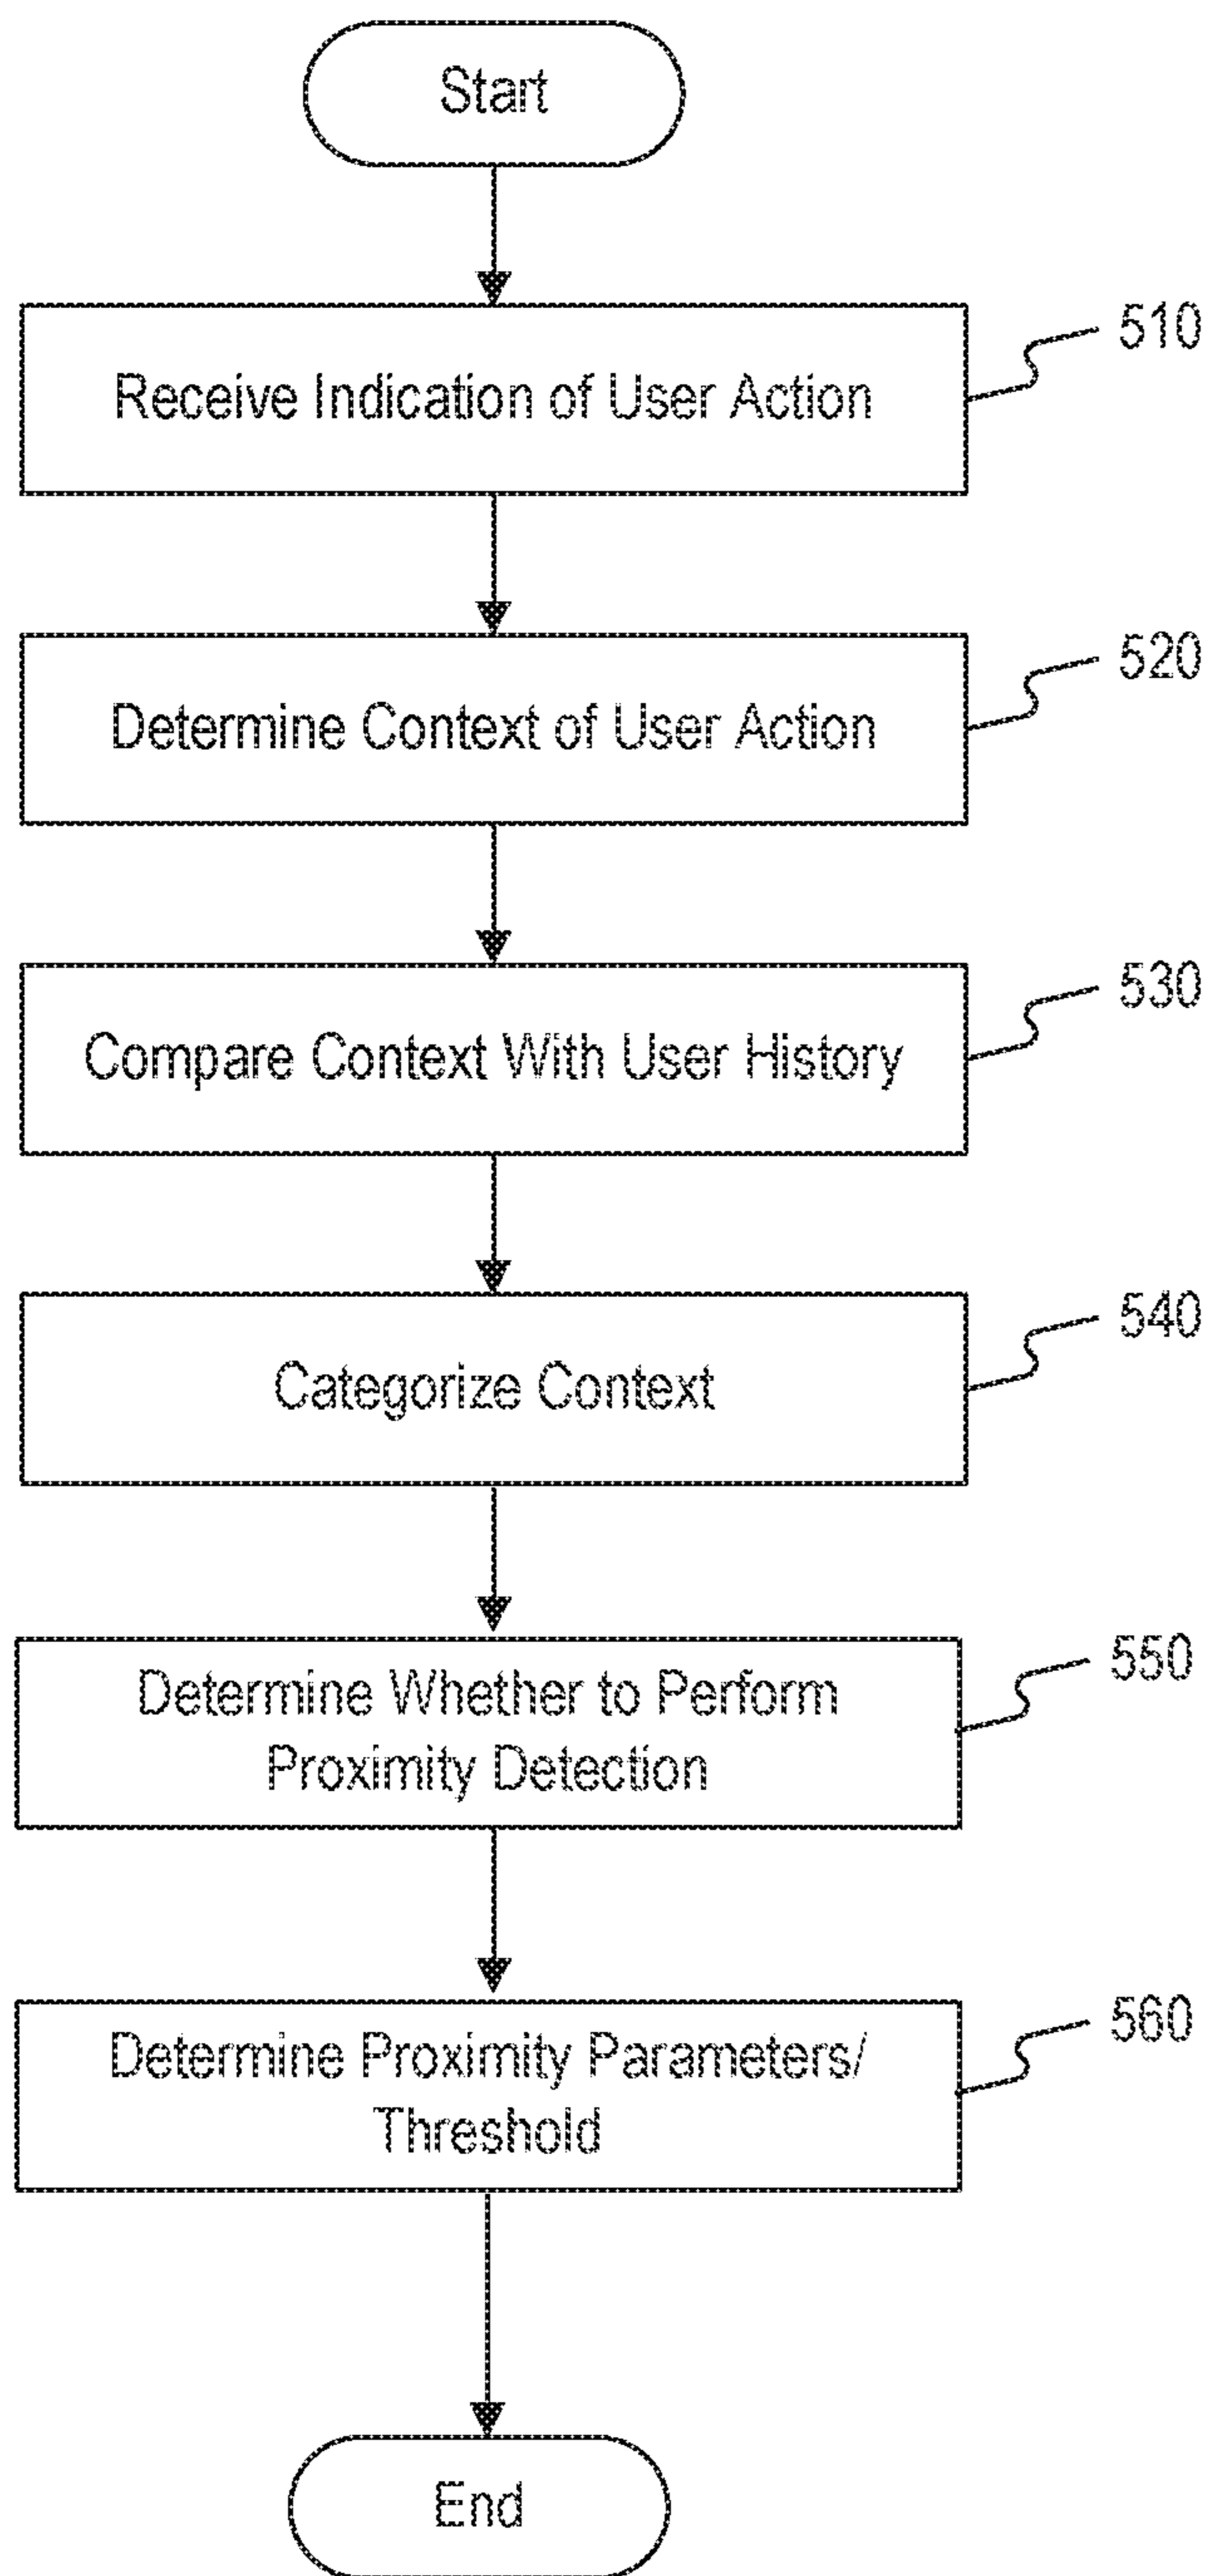 Start
Receive Indication of User Action
510
Determine Context of User Action
520
Compare Context With User History
530
Categorize Context
540
Determine Whether to Perform
Proximity Detection
550
Determine Proximity Parameters/
Threshold
560
End